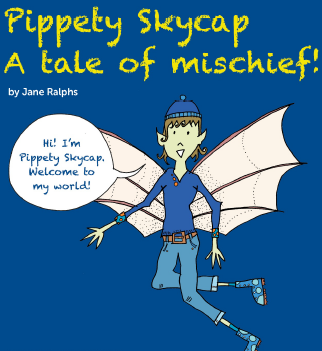 Pippety Skycap
A tale of mischief!
by Jane Ralphs
Hi! I'm
Pippety Skycap.
Welcome to
my world!